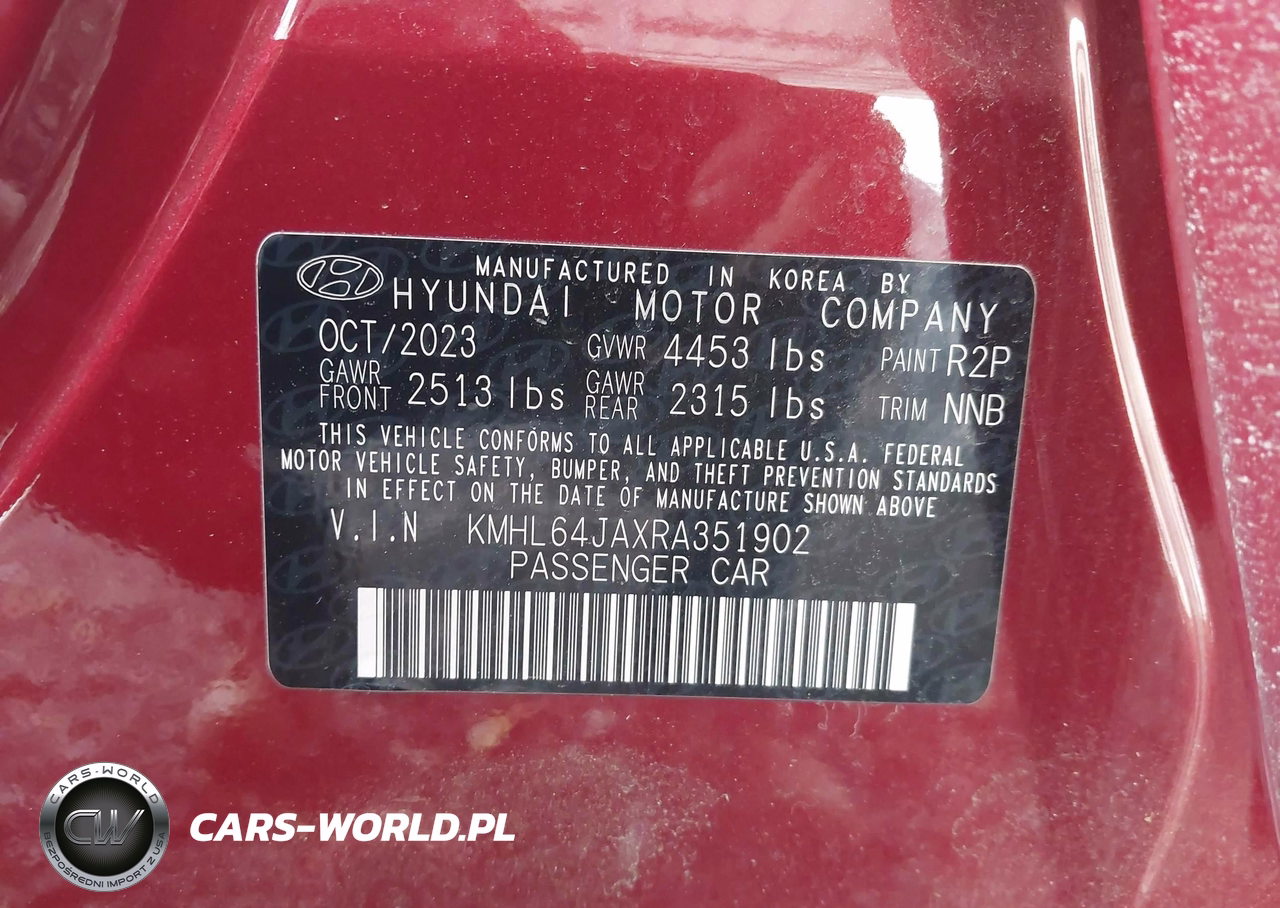 MANUFACTURED IN KOREA BY
HYUNDAI MOTOR COMPANY
OCT/2023 GVWR 4453 lbs PAINT R2P
GAWR FRONT 2513 lbs GAWR REAR 2315 lbs TRIM NNB
THIS VEHICLE CONFORMS TO ALL APPLICABLE U.S.A. FEDERAL
MOTOR VEHICLE SAFETY, BUMPER, AND THEFT PREVENTION STANDARDS
IN EFFECT ON THE DATE OF MANUFACTURE SHOWN ABOVE
V.I.N KMHL64JAXRA351902
PASSENGER CAR
CARS-WORLD
CW
BEZPOŚREDNI IMPORT Z USA
CARS-WORLD.PL